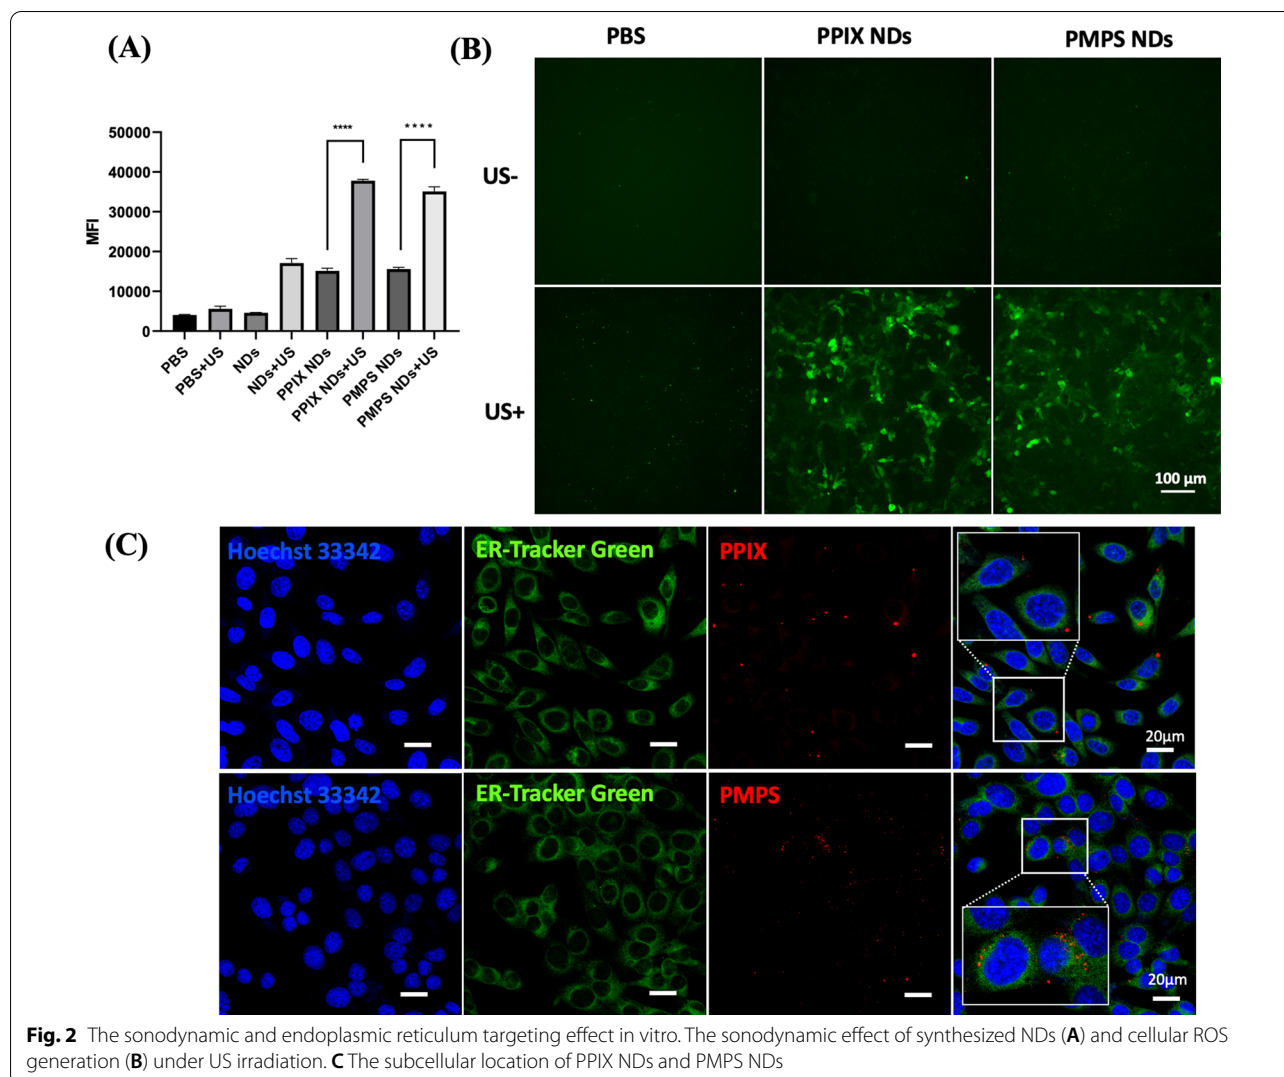 (A)
50000
40000
30000
20000
10000
0
MFI
****
****
PBS
PBS+US
NDs
NDs+US
PPIX NDs
PPIX NDs+US
PMPS NDs
PMPS NDs+US
(B)
PBS
PPIX NDs
PMPS NDs
US-
US+
100 μm
(C)
Hoechst 33342
ER-Tracker Green
PPIX
20μm
Hoechst 33342
ER-Tracker Green
PMPS
20μm
Fig. 2 The sonodynamic and endoplasmic reticulum targeting effect in vitro. The sonodynamic effect of synthesized NDs (A) and cellular ROS
generation (B) under US irradiation. C The subcellular location of PPIX NDs and PMPS NDs